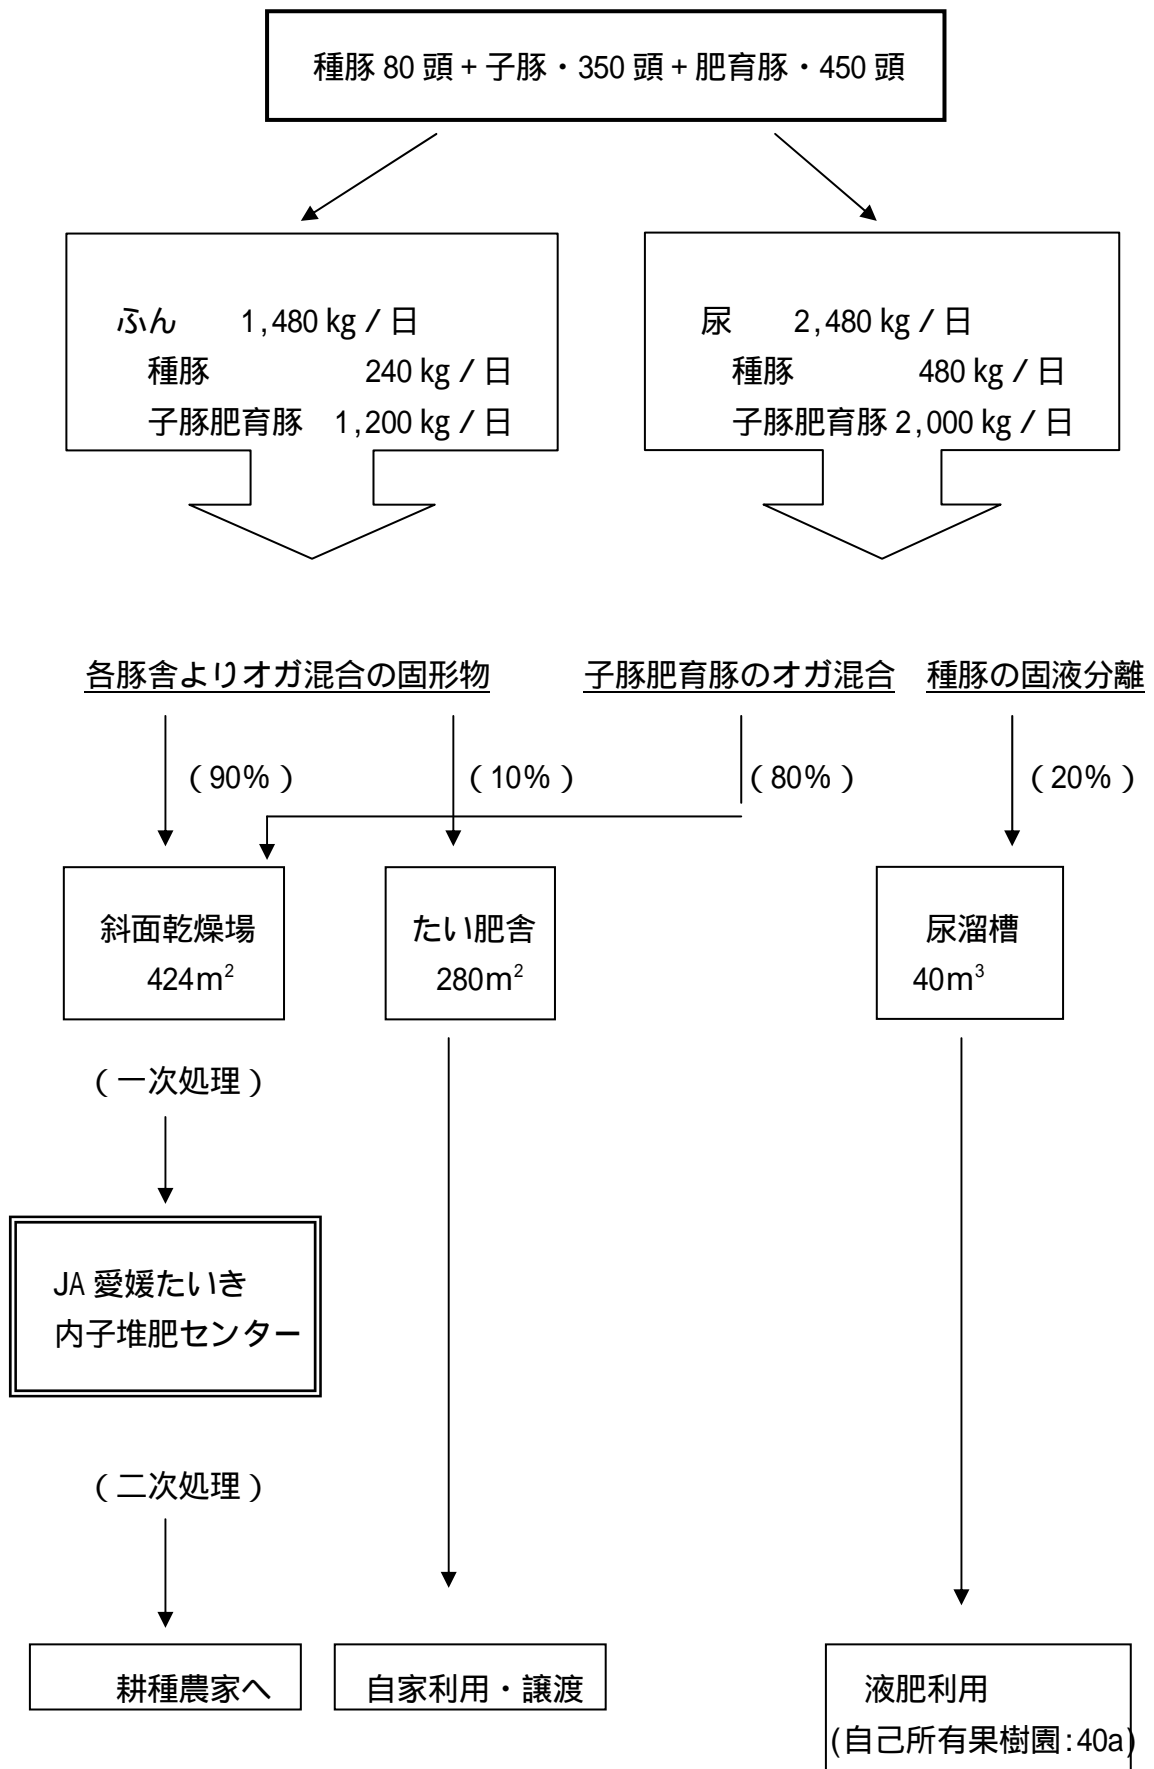 種豚 80 頭 + 子豚・350 頭 + 肥育豚・450 頭
ふん 1,480 kg / 日
種豚 240 kg / 日
子豚肥育豚 1,200 kg / 日
尿 2,480 kg / 日
種豚 480 kg / 日
子豚肥育豚 2,000 kg / 日
各豚舎よりオガ混合の固形物 子豚肥育豚のオガ混合 種豚の固液分離
(90%) (10%) (80%) (20%)
斜面乾燥場
424m²
たい肥舎
280m²
尿溜槽
40m³
(一次処理)
JA 愛媛たいき
内子堆肥センター
(二次処理)
耕種農家へ
自家利用・譲渡
液肥利用
(自己所有果樹園:40a)